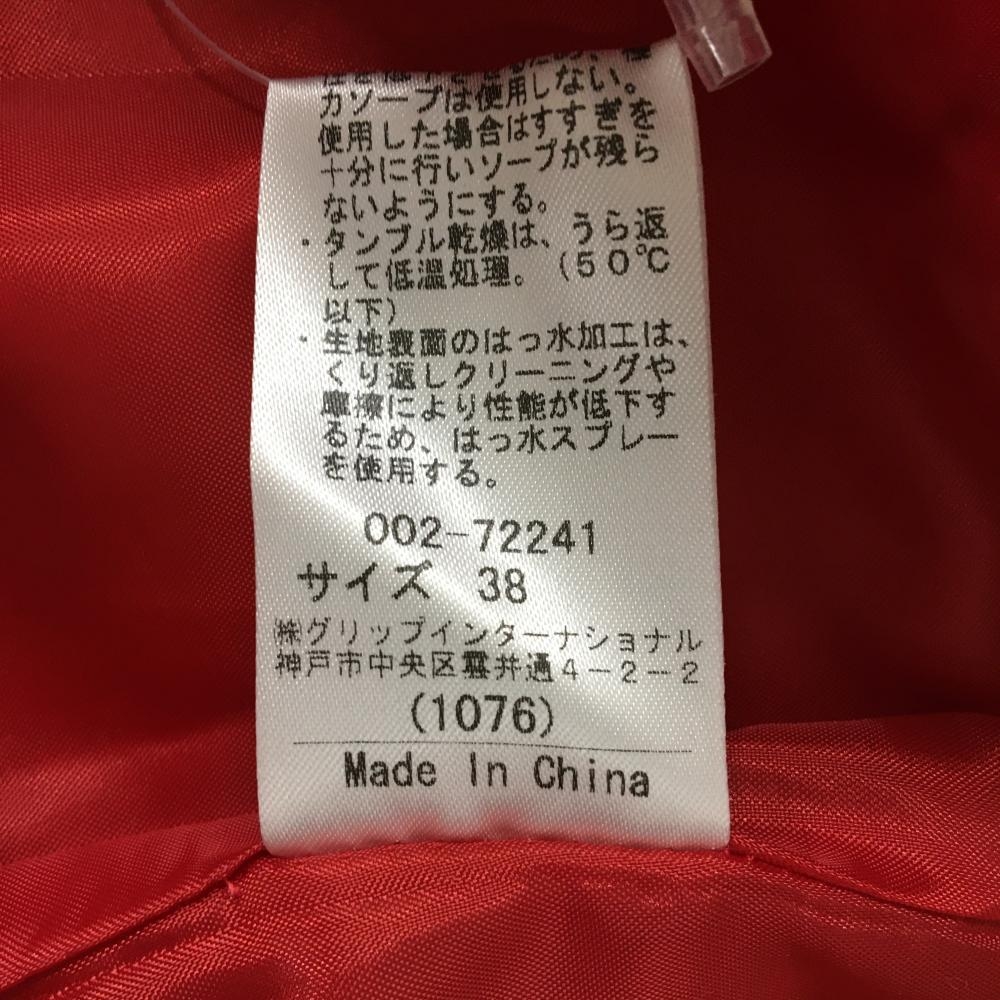 カソープは使用しない。
使用した場合はすすぎを
十分に行いソープが残ら
ないようにする。
・タンブル乾燥は、うら返
して低温処理。(50℃
以下)
・生地表面のはっ水加工は、
くり返しクリーニングや
摩擦により性能が低下す
るため、はっ水スプレー
を使用する。
002-72241
サイズ 38
㈱グリップインターナショナル
神戸市中央区雲井通4-2-2
(1076)
Made In China